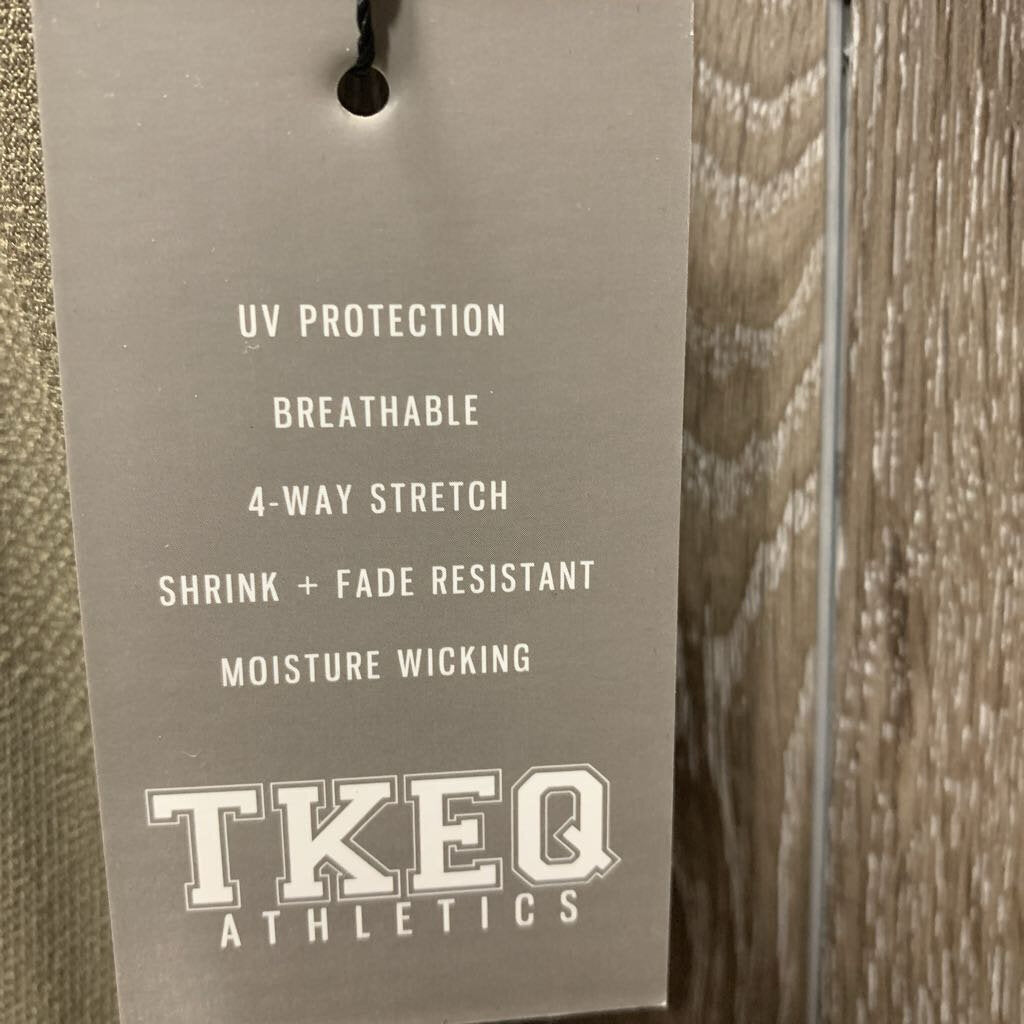 UV PROTECTION
BREATHABLE
4-WAY STRETCH
SHRINK + FADE RESISTANT
MOISTURE WICKING
TKEQ
ATHLETICS